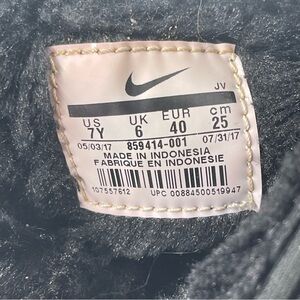 JV
US UK EUR cm
7Y 6 40 25
05/03/17 859414-001 07/31/17
MADE IN INDONESIA
FABRIQUE EN INDONESIE
107557612 UPC 00884500519947